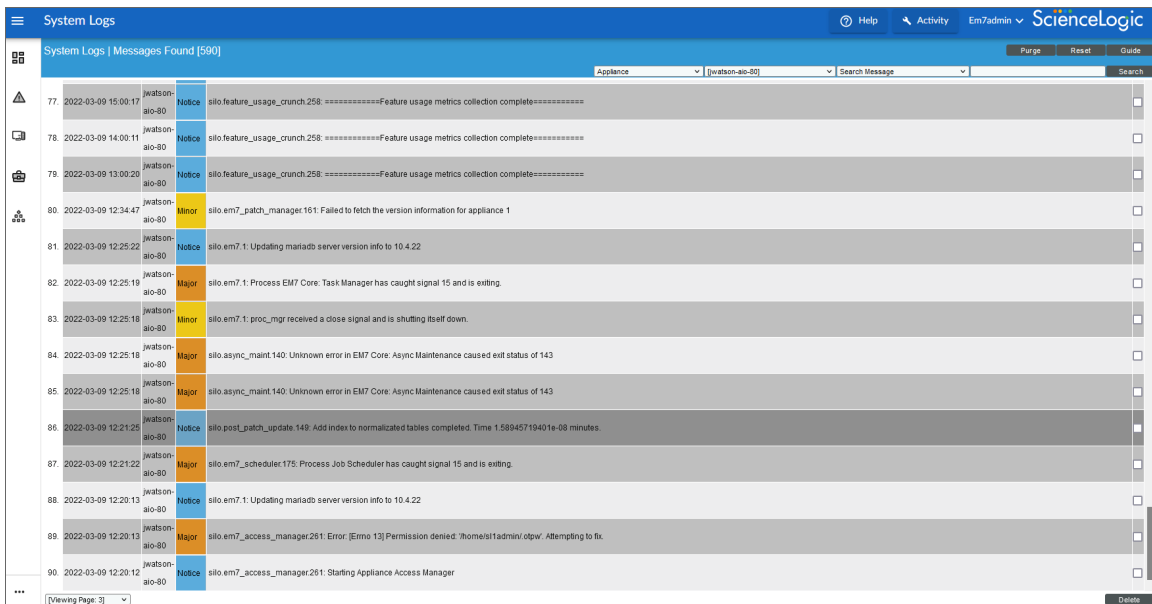 System Logs
Help
Activity
Em7admin
ScienceLogic
System Logs | Messages Found [590]
Purge
Reset
Guide
Appliance
[jwatson-aio-80]
Search Message
Search
77. 2022-03-09 15:00:17 jwatson-aio-80 Notice silo.feature_usage_crunch.258: ============Feature usage metrics collection complete===========
78. 2022-03-09 14:00:11 jwatson-aio-80 Notice silo.feature_usage_crunch.258: ============Feature usage metrics collection complete===========
79. 2022-03-09 13:00:20 jwatson-aio-80 Notice silo.feature_usage_crunch.258: ============Feature usage metrics collection complete===========
80. 2022-03-09 12:34:47 jwatson-aio-80 Minor silo.em7_patch_manager.161: Failed to fetch the version information for appliance 1
81. 2022-03-09 12:25:22 jwatson-aio-80 Notice silo.em7.1: Updating mariadb server version info to 10.4.22
82. 2022-03-09 12:25:19 jwatson-aio-80 Major silo.em7.1: Process EM7 Core: Task Manager has caught signal 15 and is exiting.
83. 2022-03-09 12:25:18 jwatson-aio-80 Minor silo.em7.1: proc_mgr received a close signal and is shutting itself down.
84. 2022-03-09 12:25:18 jwatson-aio-80 Major silo.async_maint.140: Unknown error in EM7 Core: Async Maintenance caused exit status of 143
85. 2022-03-09 12:25:18 jwatson-aio-80 Major silo.async_maint.140: Unknown error in EM7 Core: Async Maintenance caused exit status of 143
86. 2022-03-09 12:21:25 jwatson-aio-80 Notice silo.post_patch_update.149: Add index to normalizated tables completed. Time 1.58945719401e-08 minutes.
87. 2022-03-09 12:21:22 jwatson-aio-80 Major silo.em7_scheduler.175: Process Job Scheduler has caught signal 15 and is exiting.
88. 2022-03-09 12:20:13 jwatson-aio-80 Notice silo.em7.1: Updating mariadb server version info to 10.4.22
89. 2022-03-09 12:20:13 jwatson-aio-80 Major silo.em7_access_manager.261: Error: [Errno 13] Permission denied: '/home/sl1admin/.otpw'. Attempting to fix.
90. 2022-03-09 12:20:12 jwatson-aio-80 Notice silo.em7_access_manager.261: Starting Appliance Access Manager
[Viewing Page: 3]
Delete